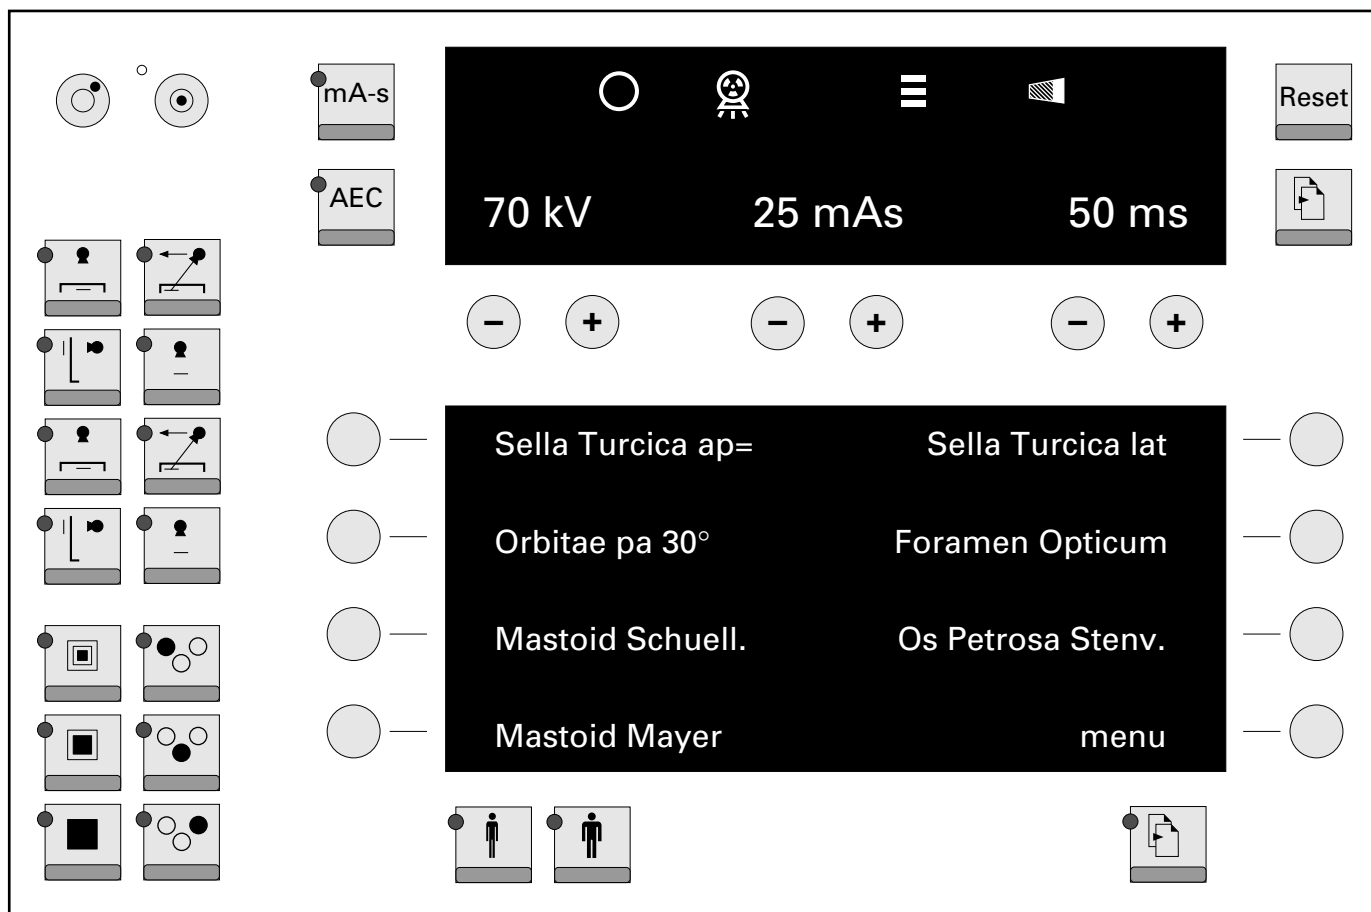 mA-s
Reset
AEC
70 kV 25 mAs 50 ms
− + − + − +
Sella Turcica ap= Sella Turcica lat
Orbitae pa 30° Foramen Opticum
Mastoid Schuell. Os Petrosa Stenv.
Mastoid Mayer menu